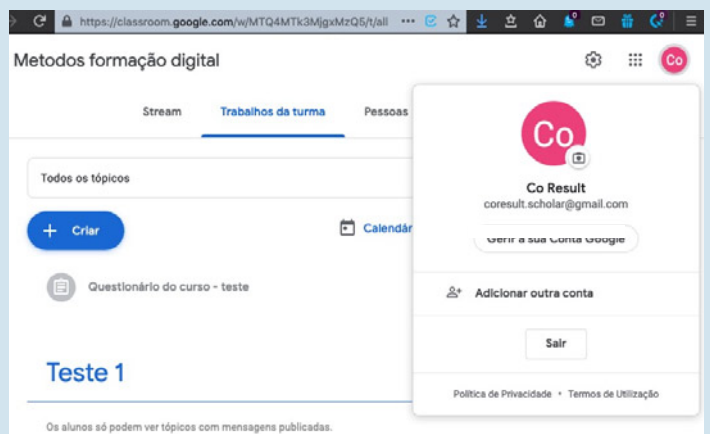 https://classroom.google.com/w/MTQ4MTk3MjgxMzQ5/t/all
Metodos formação digital
Co
Stream Trabalhos da turma Pessoas
Todos os tópicos
+ Criar
Calendár
Questionário do curso - teste
Teste 1
Os alunos só podem ver tópicos com mensagens publicadas.
Co
Co Result
coresult.scholar@gmail.com
Gerir a sua Conta Google
Adicionar outra conta
Sair
Política de Privacidade • Termos de Utilização